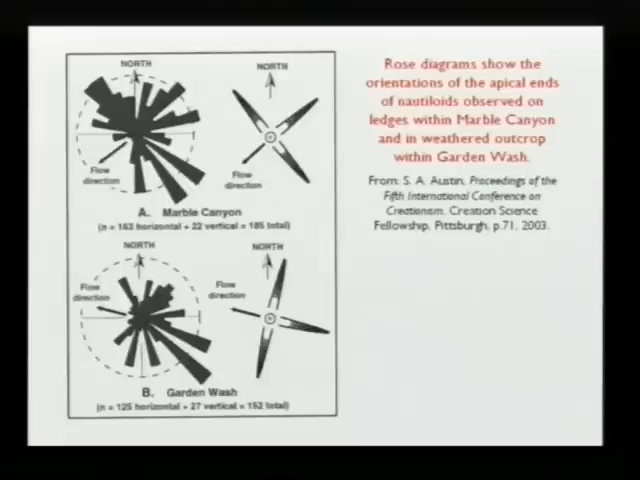 NORTH
NORTH
Flow
direction
Flow
direction
A. Marble Canyon
(n = 163 horizontal + 22 vertical = 185 total)
NORTH
NORTH
Flow
direction
Flow
direction
B. Garden Wash
(n = 125 horizontal + 27 vertical = 152 total)
Rose diagrams show the
orientations of the apical ends
of nautiloids observed on
ledges within Marble Canyon
and in weathered outcrop
within Garden Wash.
From: S. A. Austin, Proceedings of the
Fifth International Conference on
Creationism, Creation Science
Fellowship, Pittsburgh, p.71, 2003.